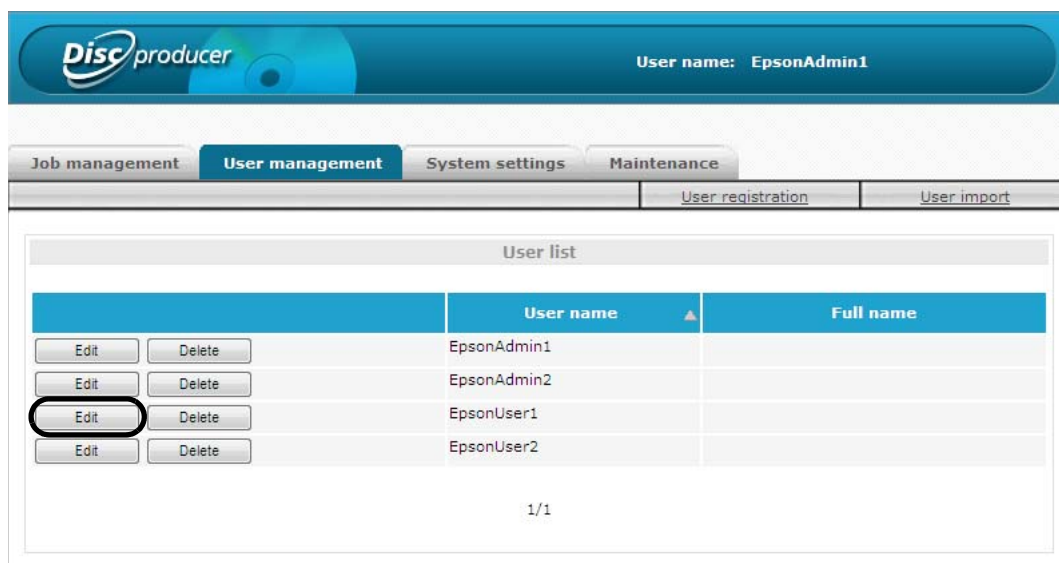 Disc producer
User name: EpsonAdmin1
Job management User management System settings Maintenance
User registration User import
User list
User name Full name
Edit Delete EpsonAdmin1
Edit Delete EpsonAdmin2
Edit Delete EpsonUser1
Edit Delete EpsonUser2
1/1